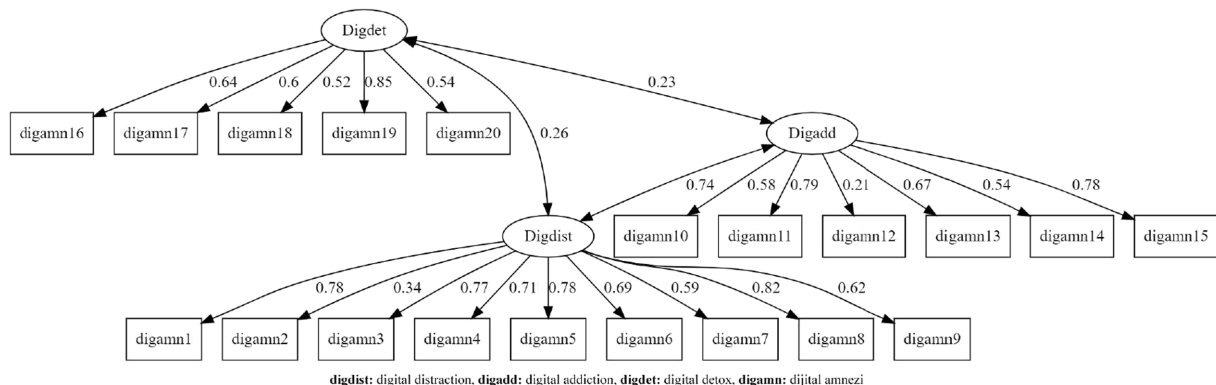 Digdet
0.64 0.6 0.52 0.85 0.54 0.23
digamn16 digamn17 digamn18 digamn19 digamn20
0.26
Digadd
0.74 0.58 0.79 0.21 0.67 0.54 0.78
Digdist
digamn10 digamn11 digamn12 digamn13 digamn14 digamn15
0.78 0.34 0.77 0.71 0.78 0.69 0.59 0.82 0.62
digamn1 digamn2 digamn3 digamn4 digamn5 digamn6 digamn7 digamn8 digamn9
digdist: digital distraction, digadd: digital addiction, digdet: digital detox, digamn: dijital amnezi